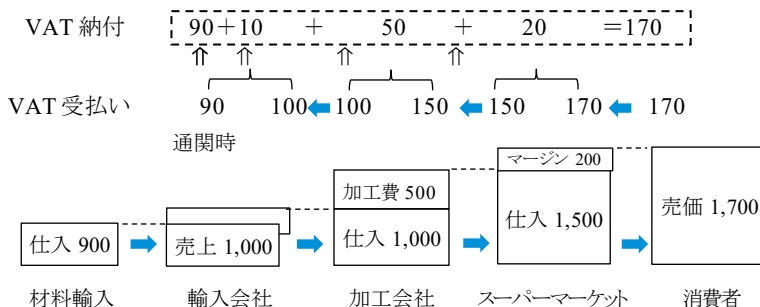 VAT 納付 90+10 + 50 + 20 =170
⇑ ⇑ ⇑ ⇑
VAT 受払い 90 100 100 150 150 170 170
通関時
マージン 200
加工費 500
仕入 900 売上 1,000 仕入 1,000 仕入 1,500 売価 1,700
材料輸入 輸入会社 加工会社 スーパーマーケット 消費者